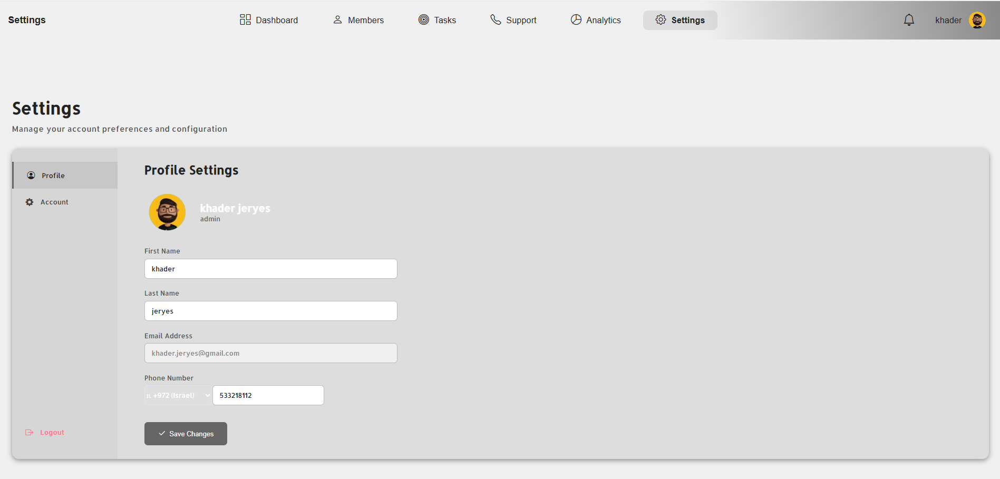 Settings
Dashboard
Members
Tasks
Support
Analytics
Settings
khader
Settings
Manage your account preferences and configuration
Profile
Account
Logout
Profile Settings
khader jeryes
admin
First Name
khader
Last Name
jeryes
Email Address
khader.jeryes@gmail.com
Phone Number
IL +972 (Israel)
533218112
Save Changes